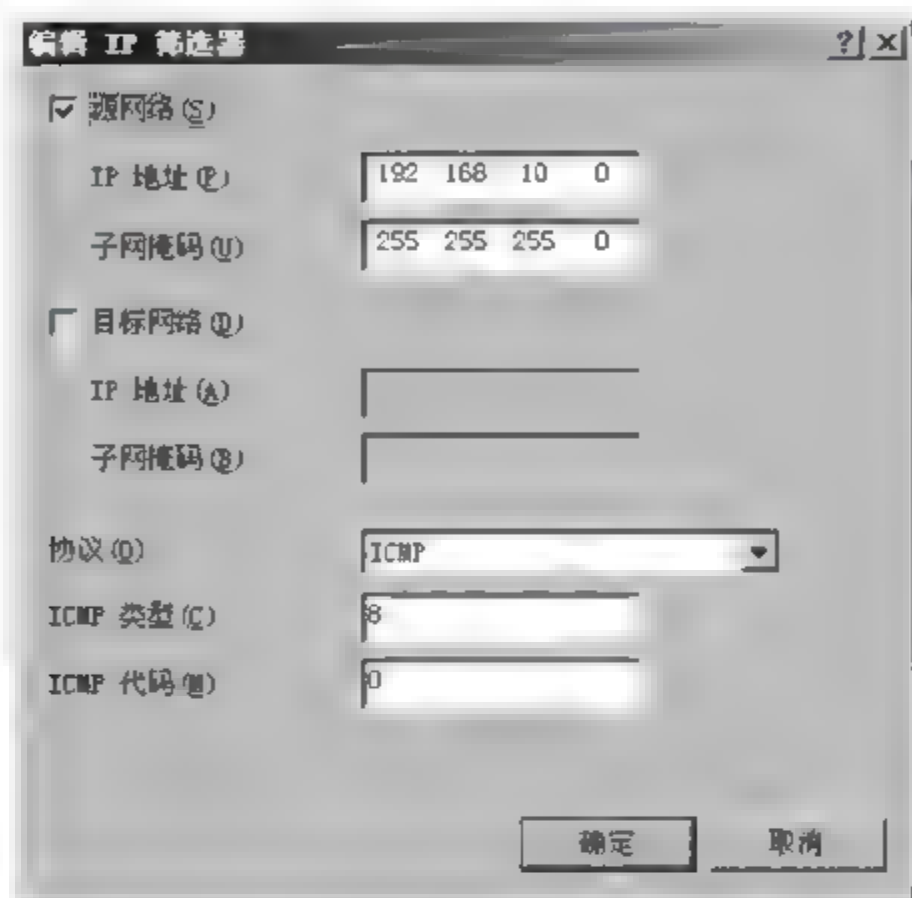 编辑 IP 筛选器
源网络(S)
IP 地址(P) 192 168 10 0
子网掩码(U) 255 255 255 0
目标网络(D)
IP 地址(A)
子网掩码(B)
协议(O) ICMP
ICMP 类型(C) 8
ICMP 代码(M) 0
确定 取消